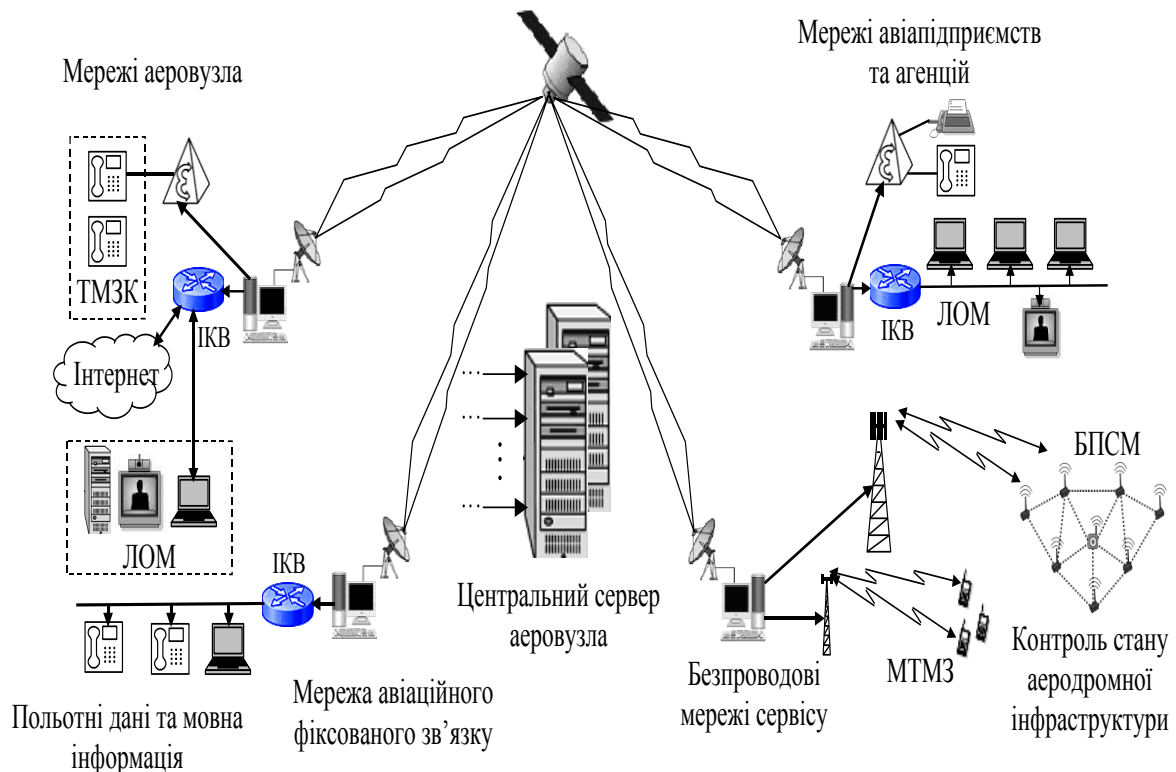 Мережі аеровузла
Мережі авіапідприємств
та агенцій
ТМЗК
ІКВ
Інтернет
ЛОМ
ІКВ
ЛОМ
ІКВ
Польотні дані та мовна
інформація
Мережа авіаційного
фіксованого зв’язку
Центральний сервер
аеровузла
БПСМ
МТМЗ
Безпроводові
мережі сервісу
Контроль стану
аеродромної
інфраструктури